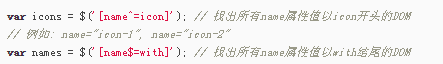 var icons = $('[name^=icon]'); // 找出所有name属性值以icon开头的DOM
// 例如: name="icon-1", name="icon-2"
var names = $('[name$=with]'); // 找出所有name属性值以with结尾的DOM